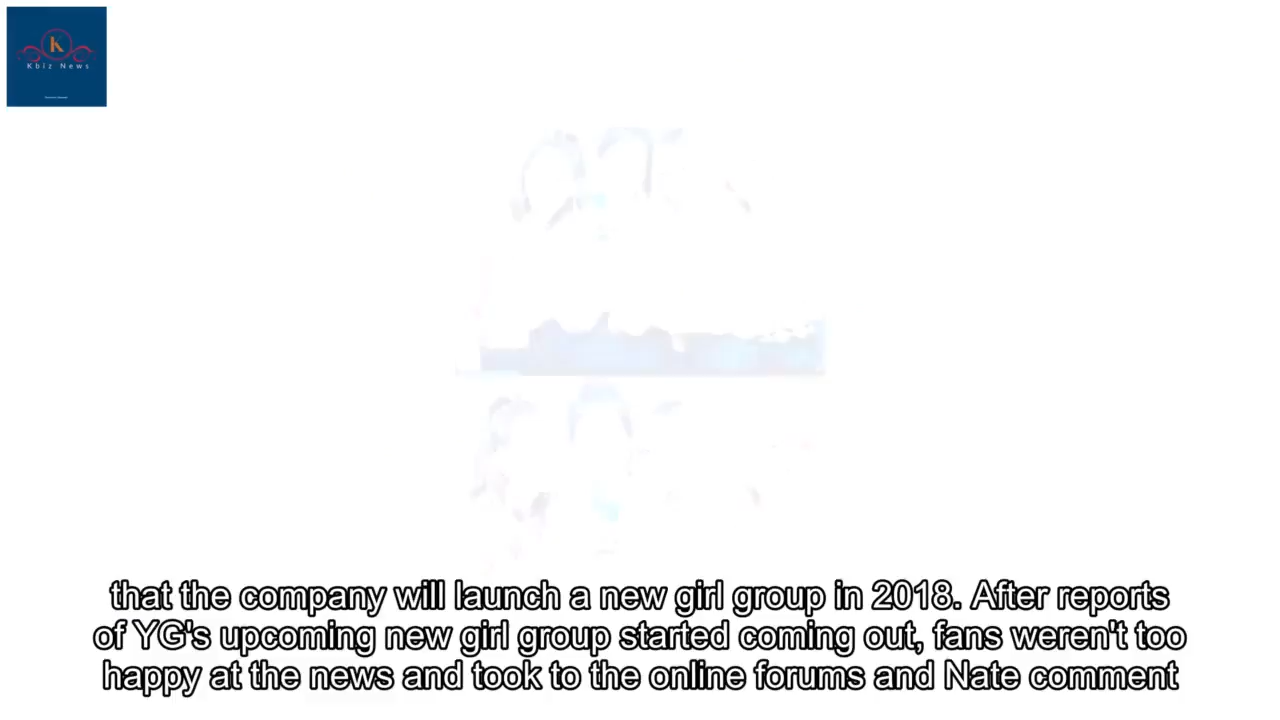 K
Kbiz News
that the company will launch a new girl group in 2018. After reports
of YG's upcoming new girl group started coming out, fans weren't too
happy at the news and took to the online forums and Nate comment